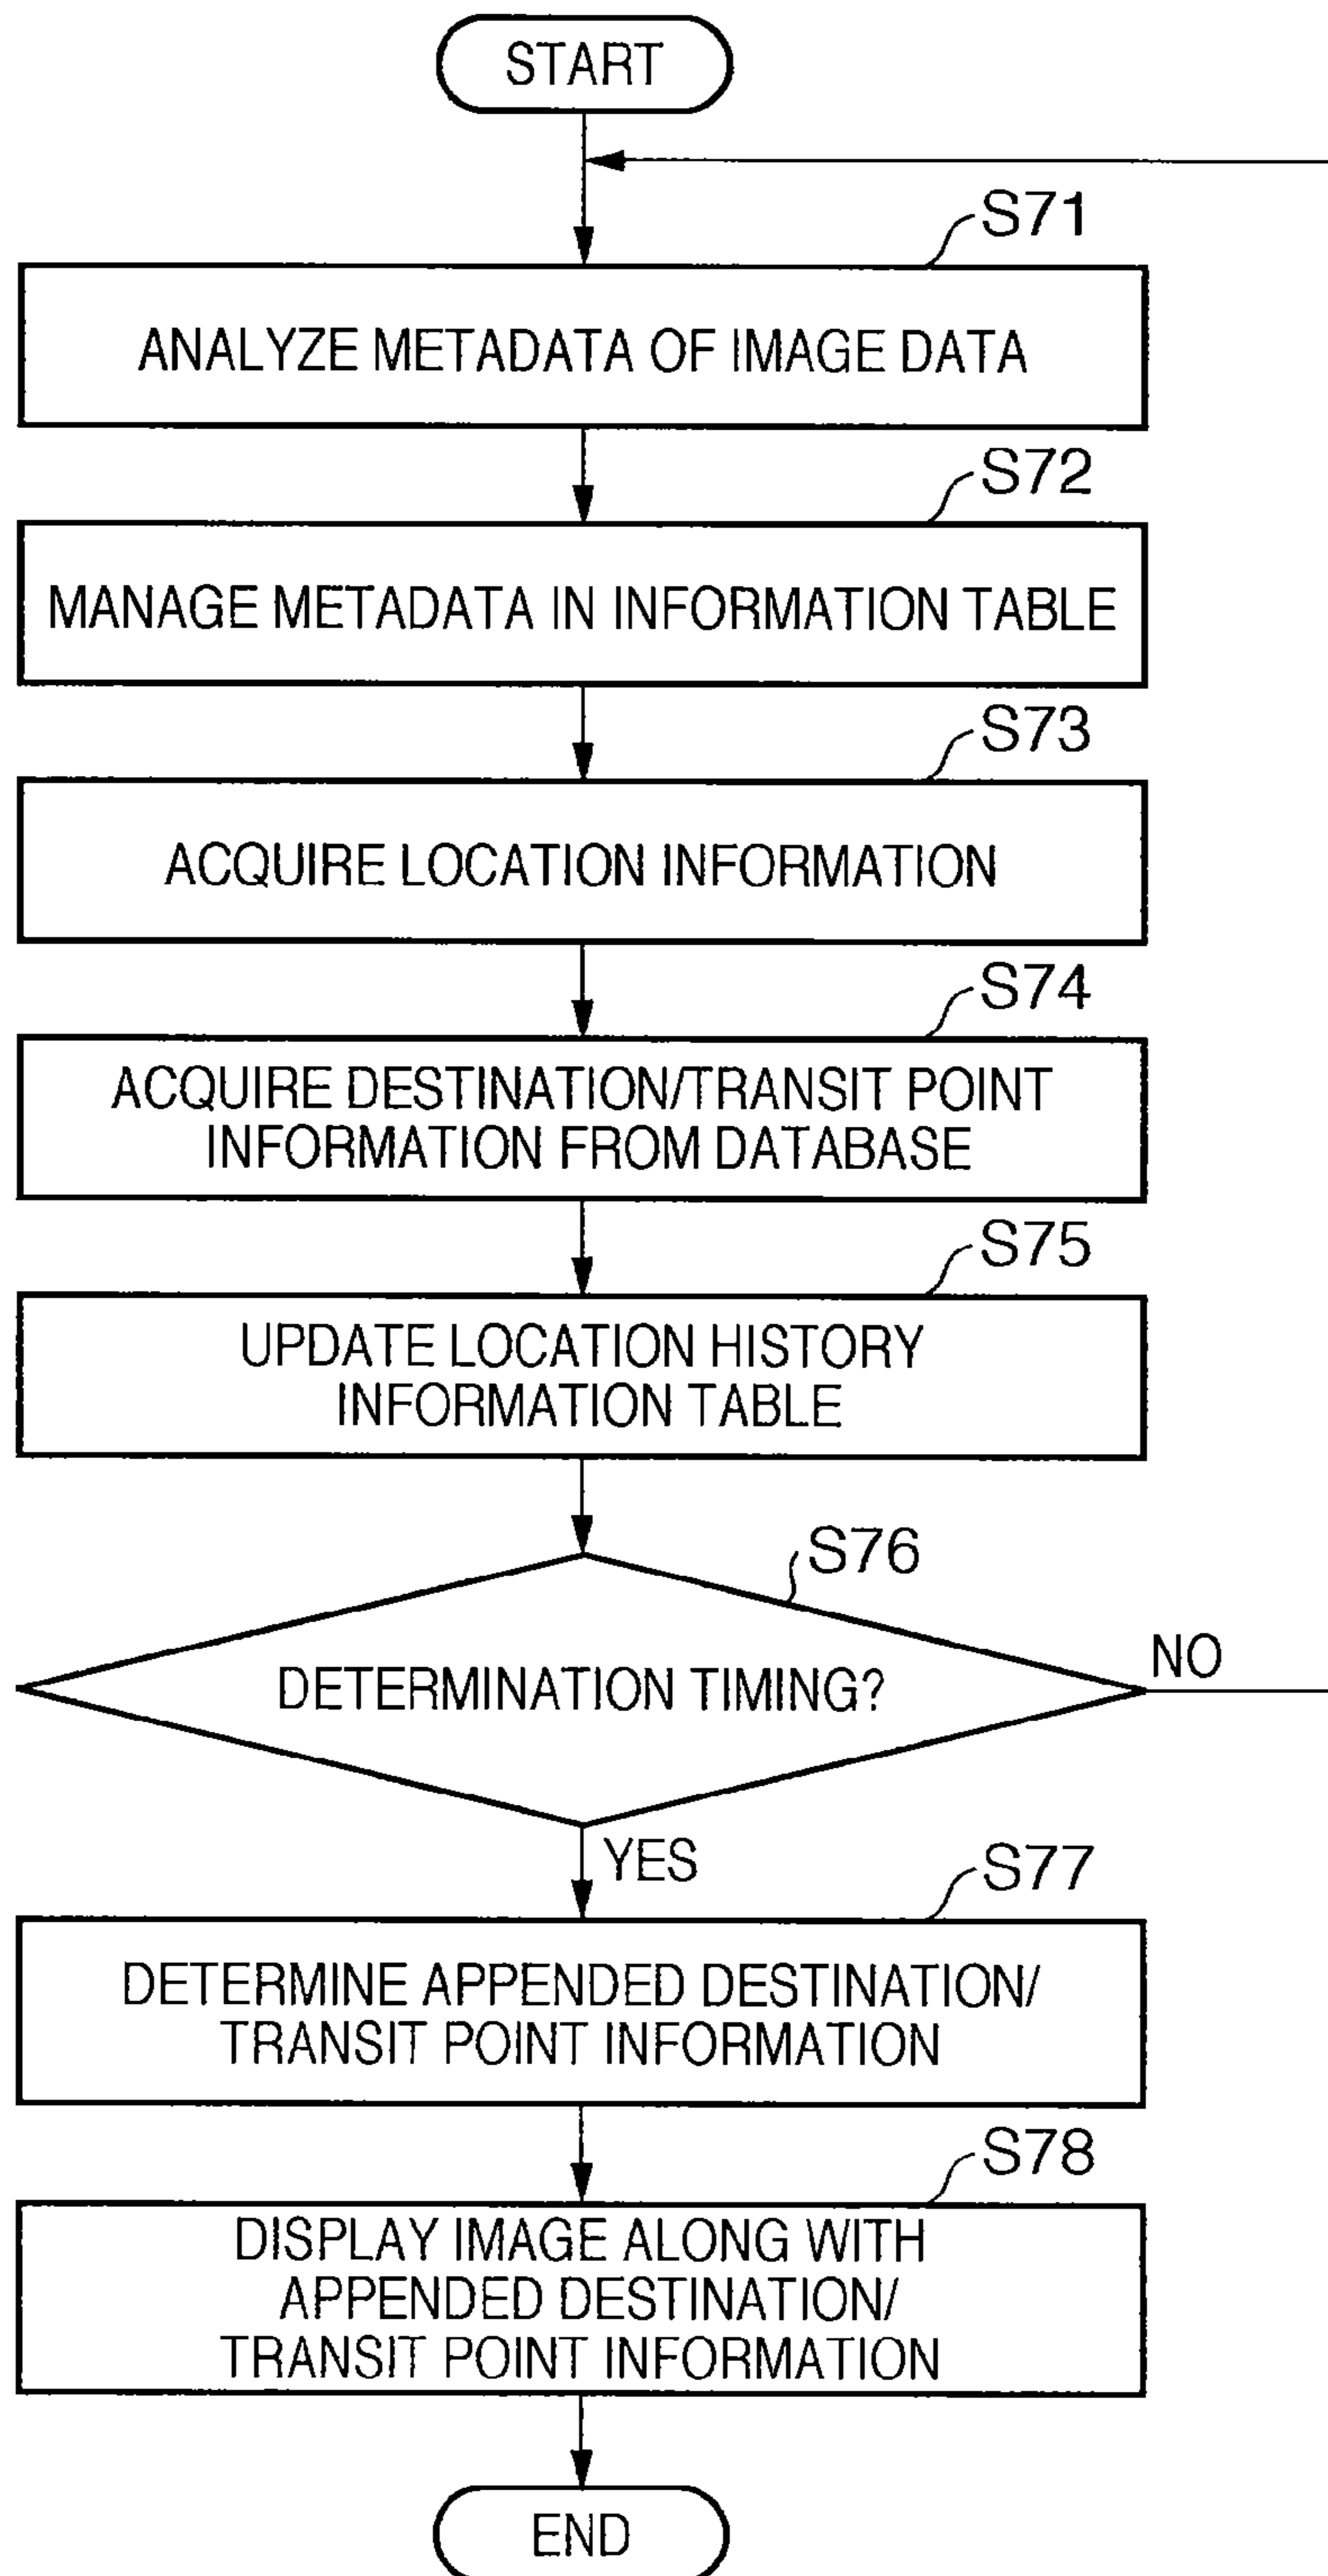 START
S71
ANALYZE METADATA OF IMAGE DATA
S72
MANAGE METADATA IN INFORMATION TABLE
S73
ACQUIRE LOCATION INFORMATION
S74
ACQUIRE DESTINATION/TRANSIT POINT
INFORMATION FROM DATABASE
S75
UPDATE LOCATION HISTORY
INFORMATION TABLE
S76
DETERMINATION TIMING?
NO
YES
S77
DETERMINE APPENDED DESTINATION/
TRANSIT POINT INFORMATION
S78
DISPLAY IMAGE ALONG WITH
APPENDED DESTINATION/
TRANSIT POINT INFORMATION
END